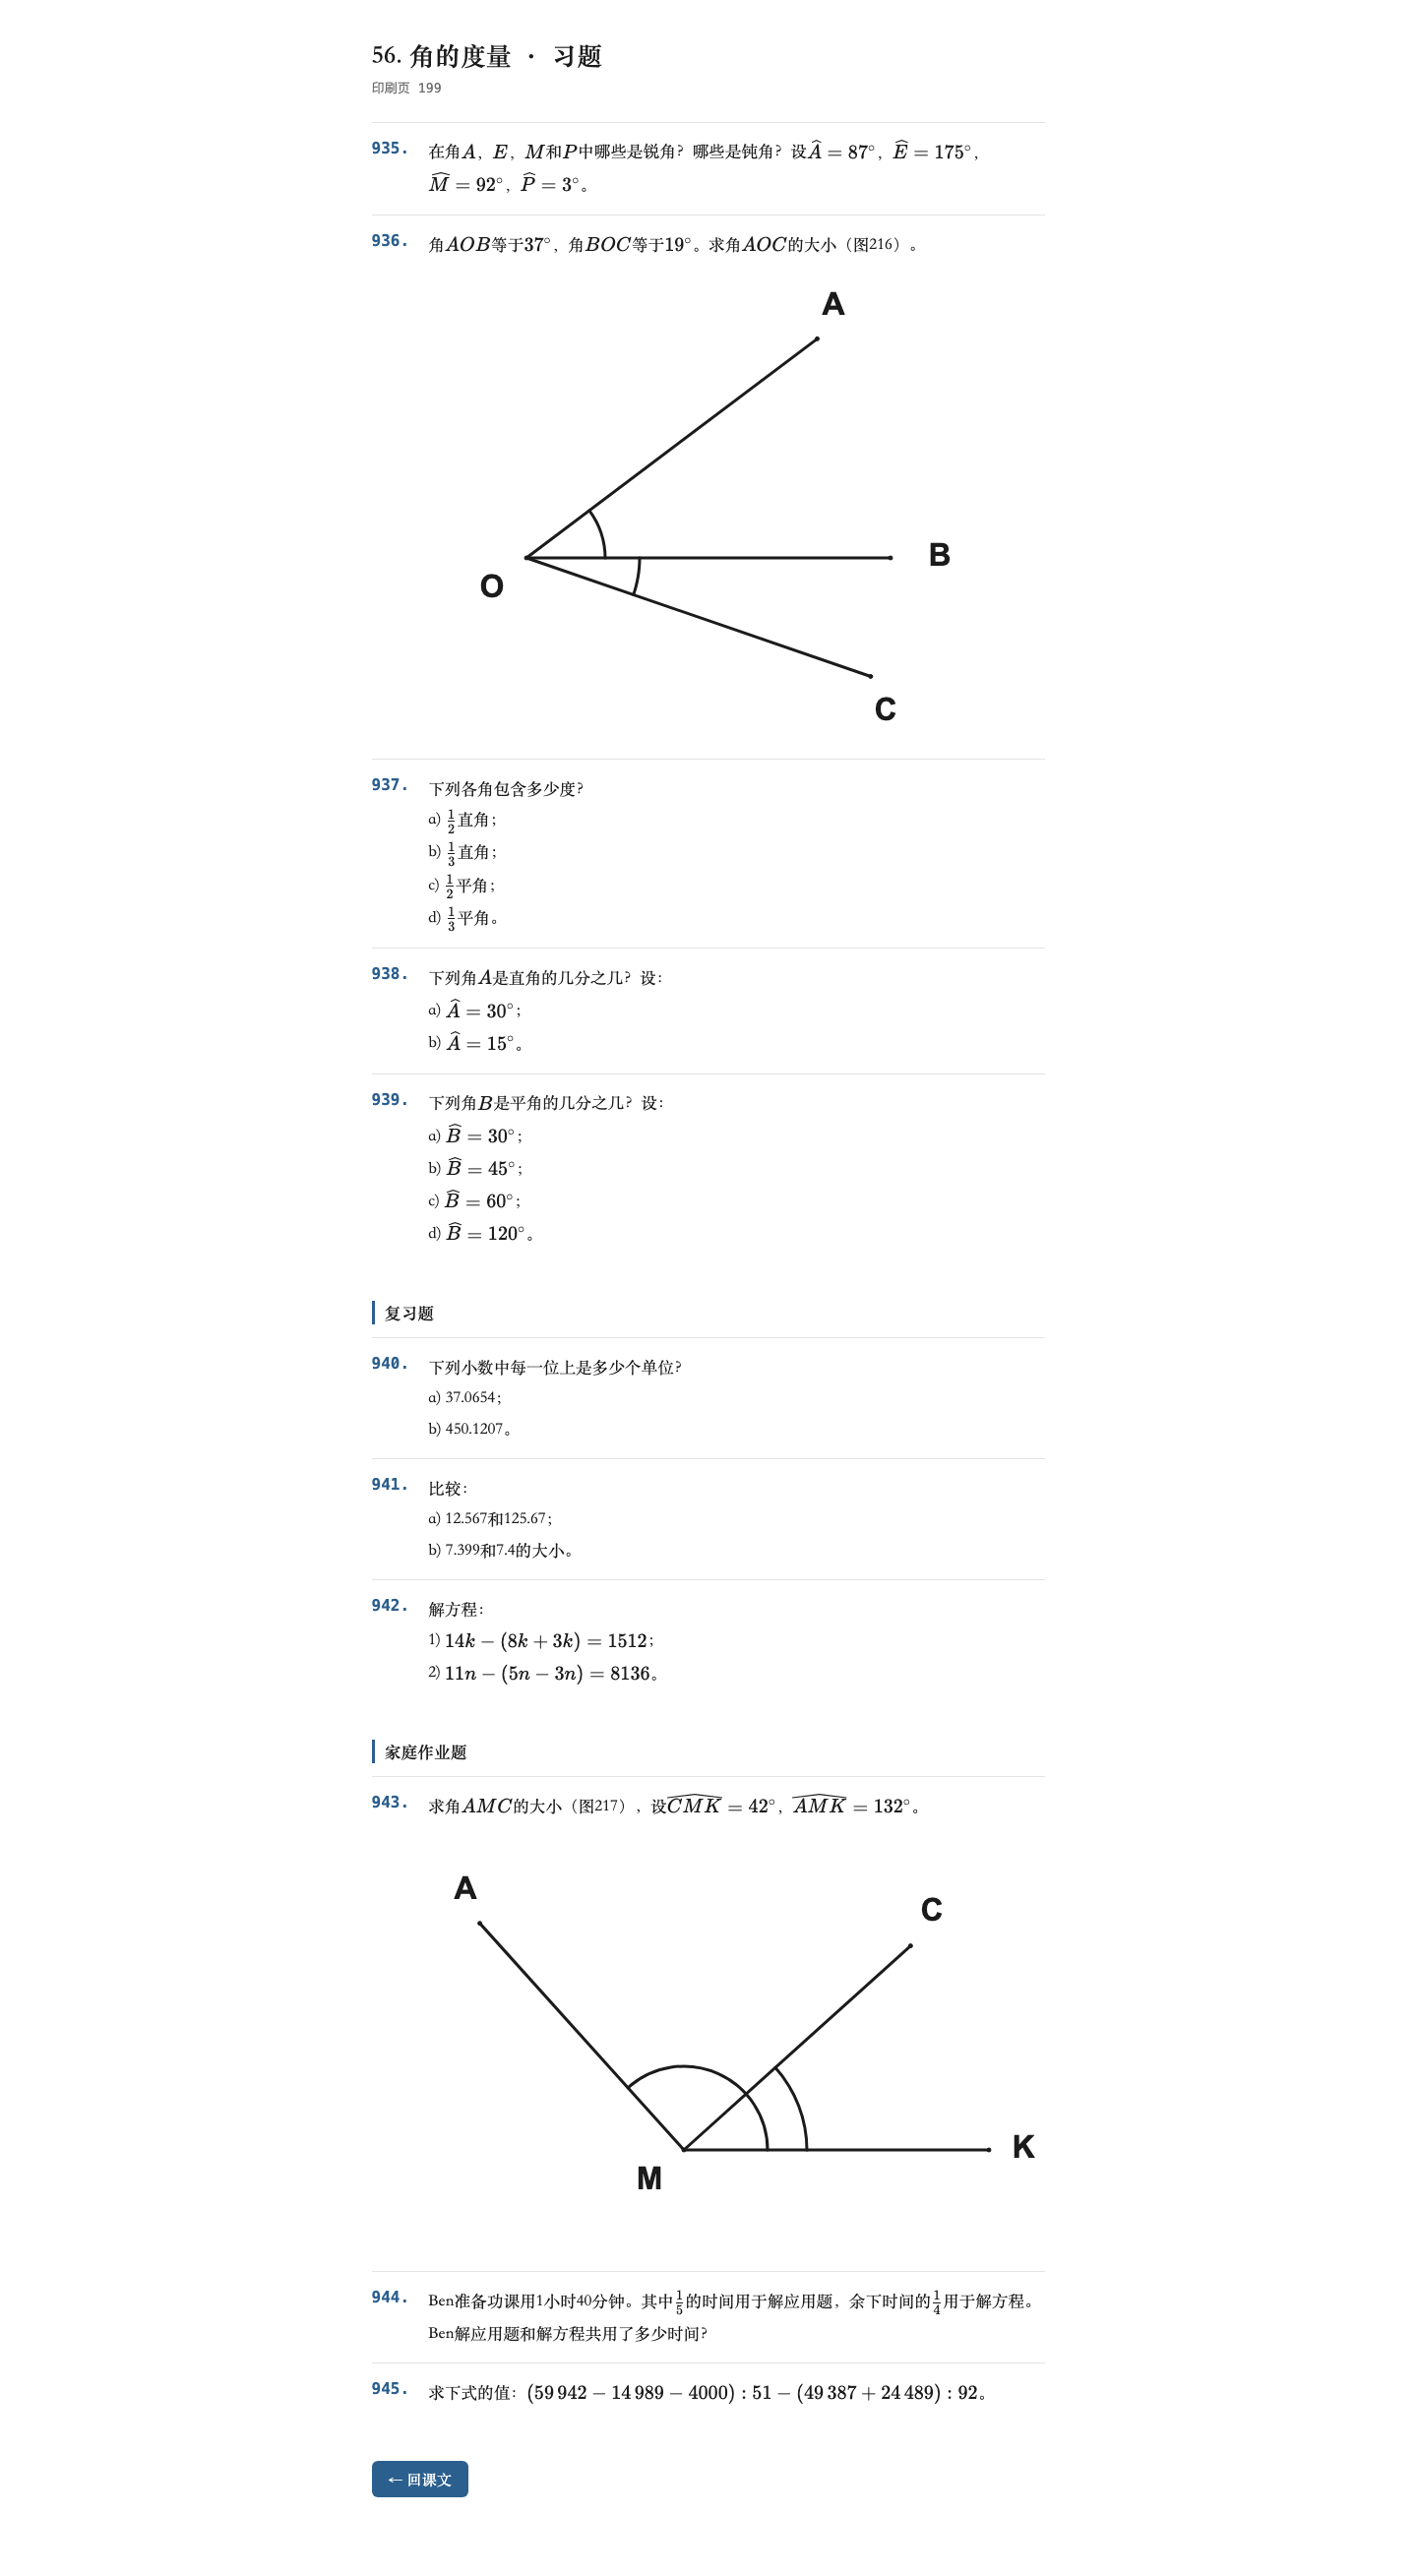 56. 角的度量 · 习题
印刷页 199
935. 在角A，E，M和P中哪些是锐角？哪些是钝角？设Â = 87°，Ê = 175°，
M̂ = 92°，P̂ = 3°。
936. 角AOB等于37°，角BOC等于19°。求角AOC的大小（图216）。
A
B
O
C
937. 下列各角包含多少度？
a) 1/2直角；
b) 1/3直角；
c) 1/2平角；
d) 1/3平角。
938. 下列角A是直角的几分之几？设：
a) Â = 30°；
b) Â = 15°。
939. 下列角B是平角的几分之几？设：
a) B̂ = 30°；
b) B̂ = 45°；
c) B̂ = 60°；
d) B̂ = 120°。
复习题
940. 下列小数中每一位上是多少个单位？
a) 37.0654；
b) 450.1207。
941. 比较：
a) 12.567和125.67；
b) 7.399和7.4的大小。
942. 解方程：
1) 14k − (8k + 3k) = 1512；
2) 11n − (5n − 3n) = 8136。
家庭作业题
943. 求角AMC的大小（图217），设\widehat{CMK} = 42°，\widehat{AMK} = 132°。
A
C
K
M
944. Ben准备功课用1小时40分钟。其中1/5的时间用于解应用题，余下时间的1/4用于解方程。
Ben解应用题和解方程共用了多少时间？
945. 求下式的值：(59 942 − 14 989 − 4000) : 51 − (49 387 + 24 489) : 92。
← 回课文